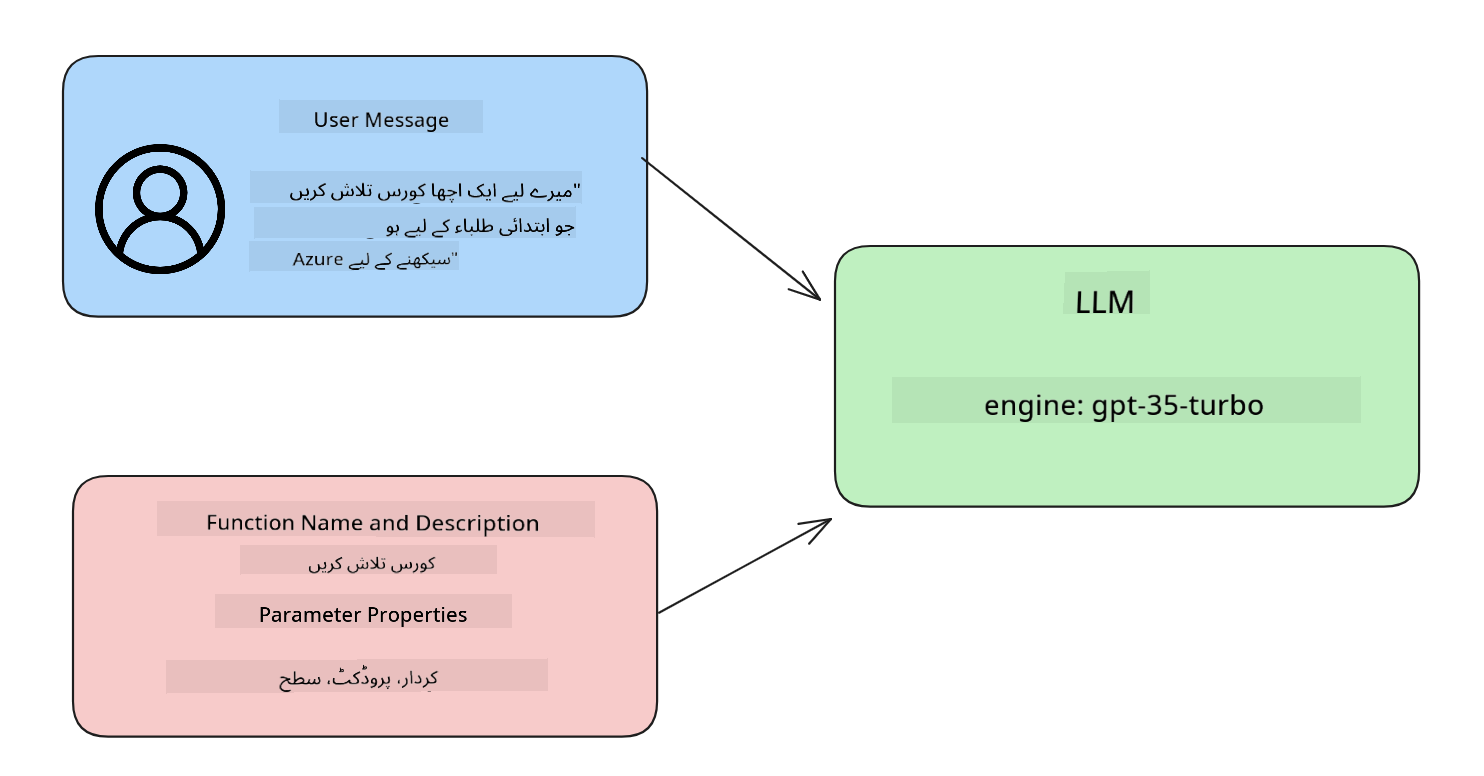 User Message
"میرے لیے ایک اچھا کورس تلاش کریں
جو ابتدائی طلباء کے لیے ہو
Azure سیکھنے کے لیے"
LLM
engine: gpt-35-turbo
Function Name and Description
کورس تلاش کریں
Parameter Properties
کردار، پروڈکٹ، سطح